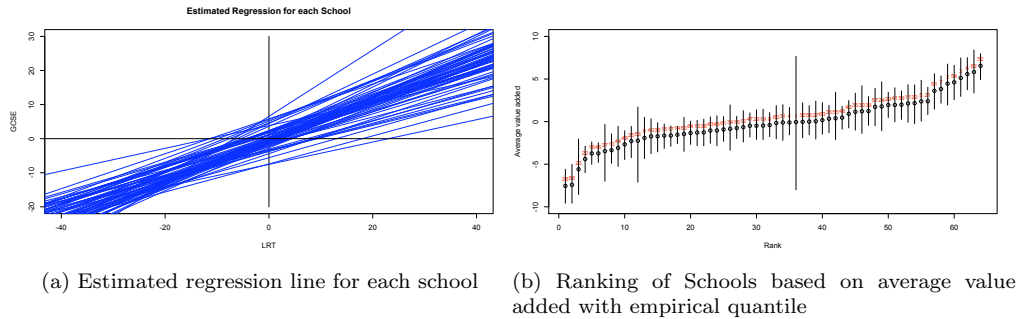 Estimated Regression for each School
GCSE
30
20
10
0
-10
-20
-40
-20
0
20
40
LRT
Average value added
10
5
0
-5
-10
0
10
20
30
40
50
60
Rank
(a) Estimated regression line for each school
(b) Ranking of Schools based on average value
added with empirical quantile